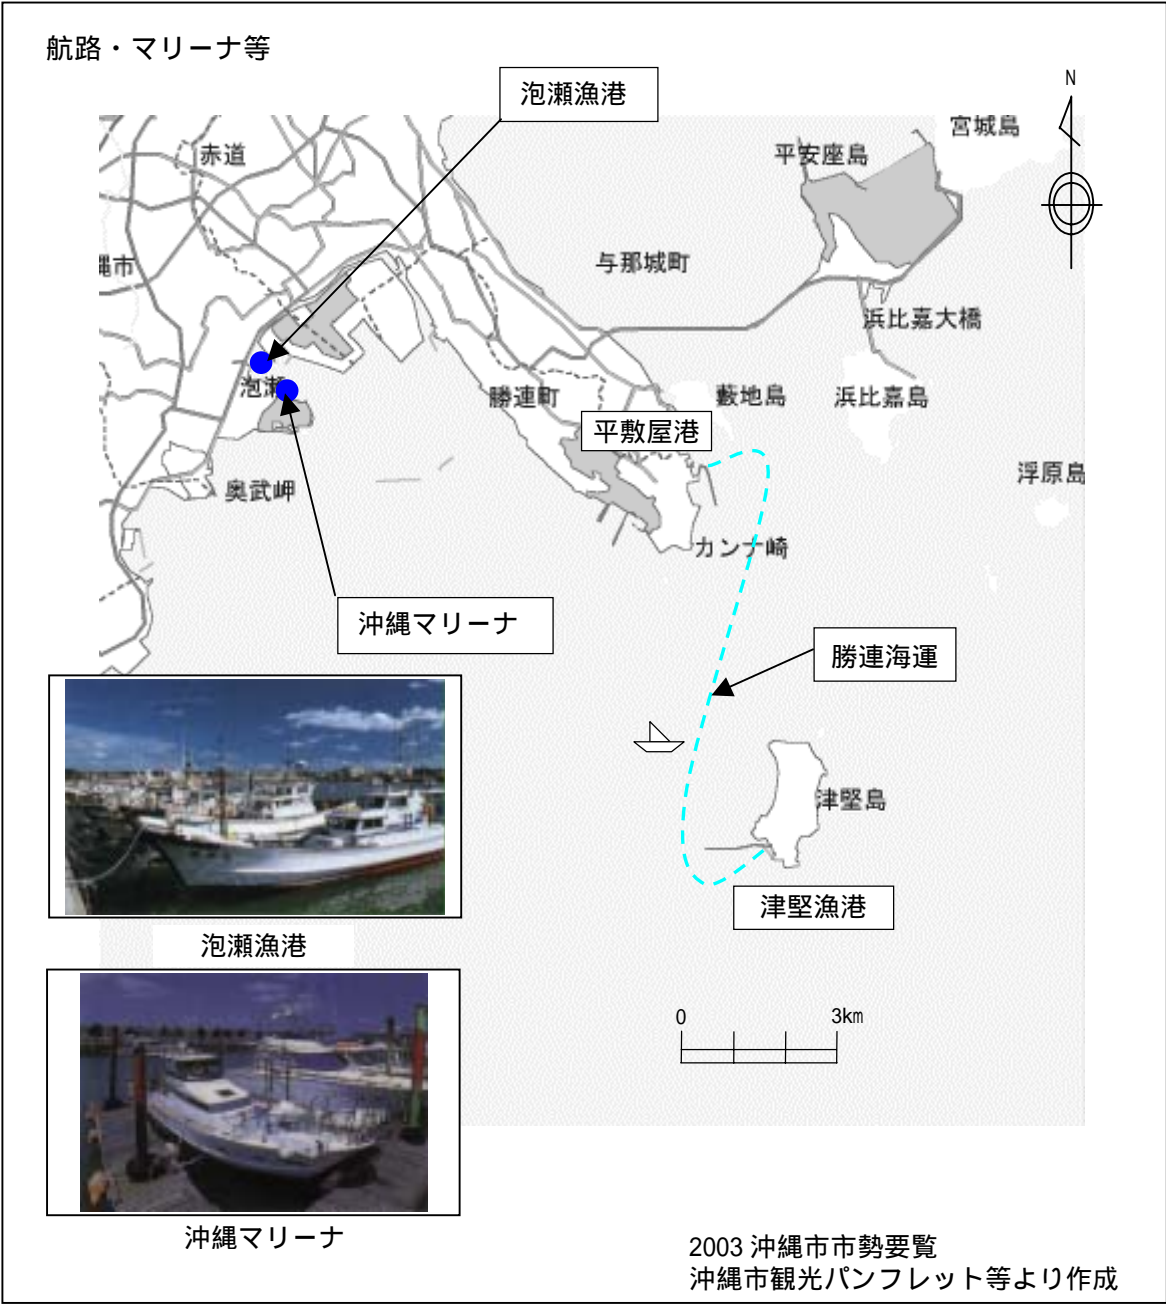 航路・マリーナ等
泡瀬漁港
N
宮城島
赤道
平安座島
縄市
与那城町
浜比嘉大橋
泡瀬
勝連町
藪地島
浜比嘉島
平敷屋港
浮原島
奥武岬
カンナ崎
沖縄マリーナ
勝連海運
津堅島
津堅漁港
泡瀬漁港
0 3km
沖縄マリーナ
2003 沖縄市市勢要覧
沖縄市観光パンフレット等より作成